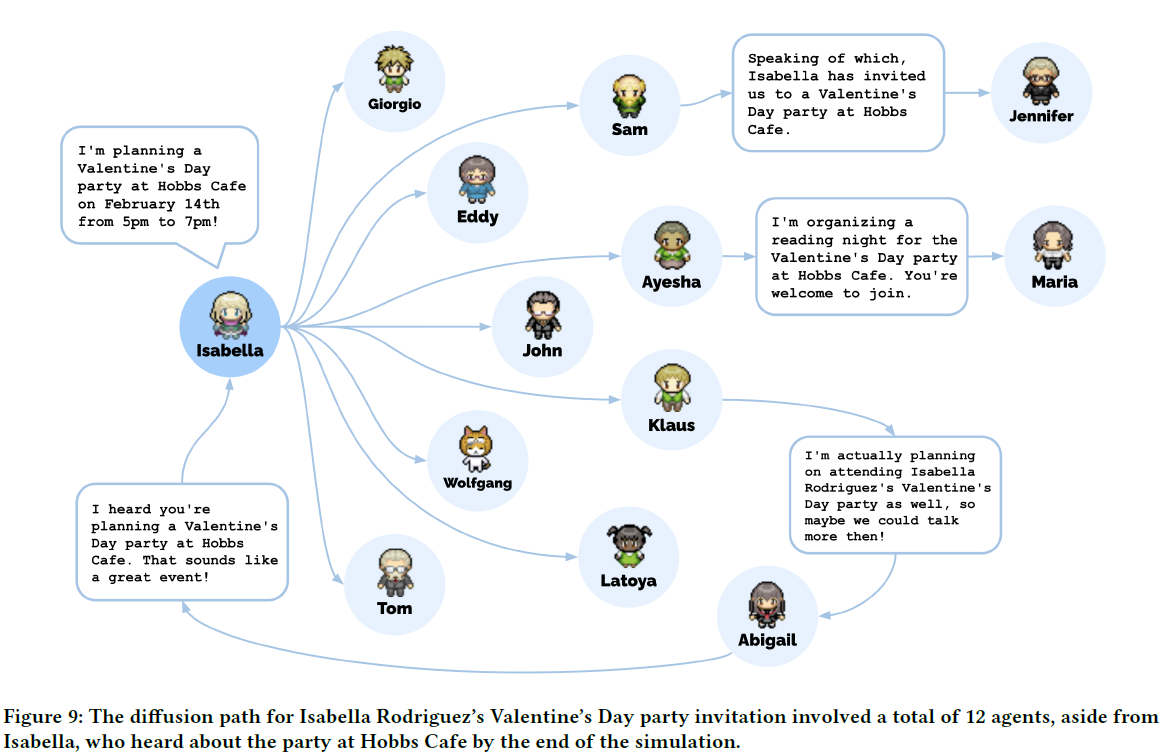 Giorgio
Sam
Speaking of which,
Isabella has invited
us to a Valentine's
Day party at Hobbs
Cafe.
Jennifer
I'm planning a
Valentine's Day
party at Hobbs Cafe
on February 14th
from 5pm to 7pm!
Eddy
Ayesha
I'm organizing a
reading night for the
Valentine's Day party
at Hobbs Cafe. You're
welcome to join.
Maria
Isabella
John
Klaus
Wolfgang
I'm actually planning
on attending Isabella
Rodriguez's Valentine's
Day party as well, so
maybe we could talk
more then!
I heard you're
planning a Valentine's
Day party at Hobbs
Cafe. That sounds like
a great event!
Tom
Latoya
Abigail
Figure 9: The diffusion path for Isabella Rodriguez’s Valentine’s Day party invitation involved a total of 12 agents, aside from
Isabella, who heard about the party at Hobbs Cafe by the end of the simulation.